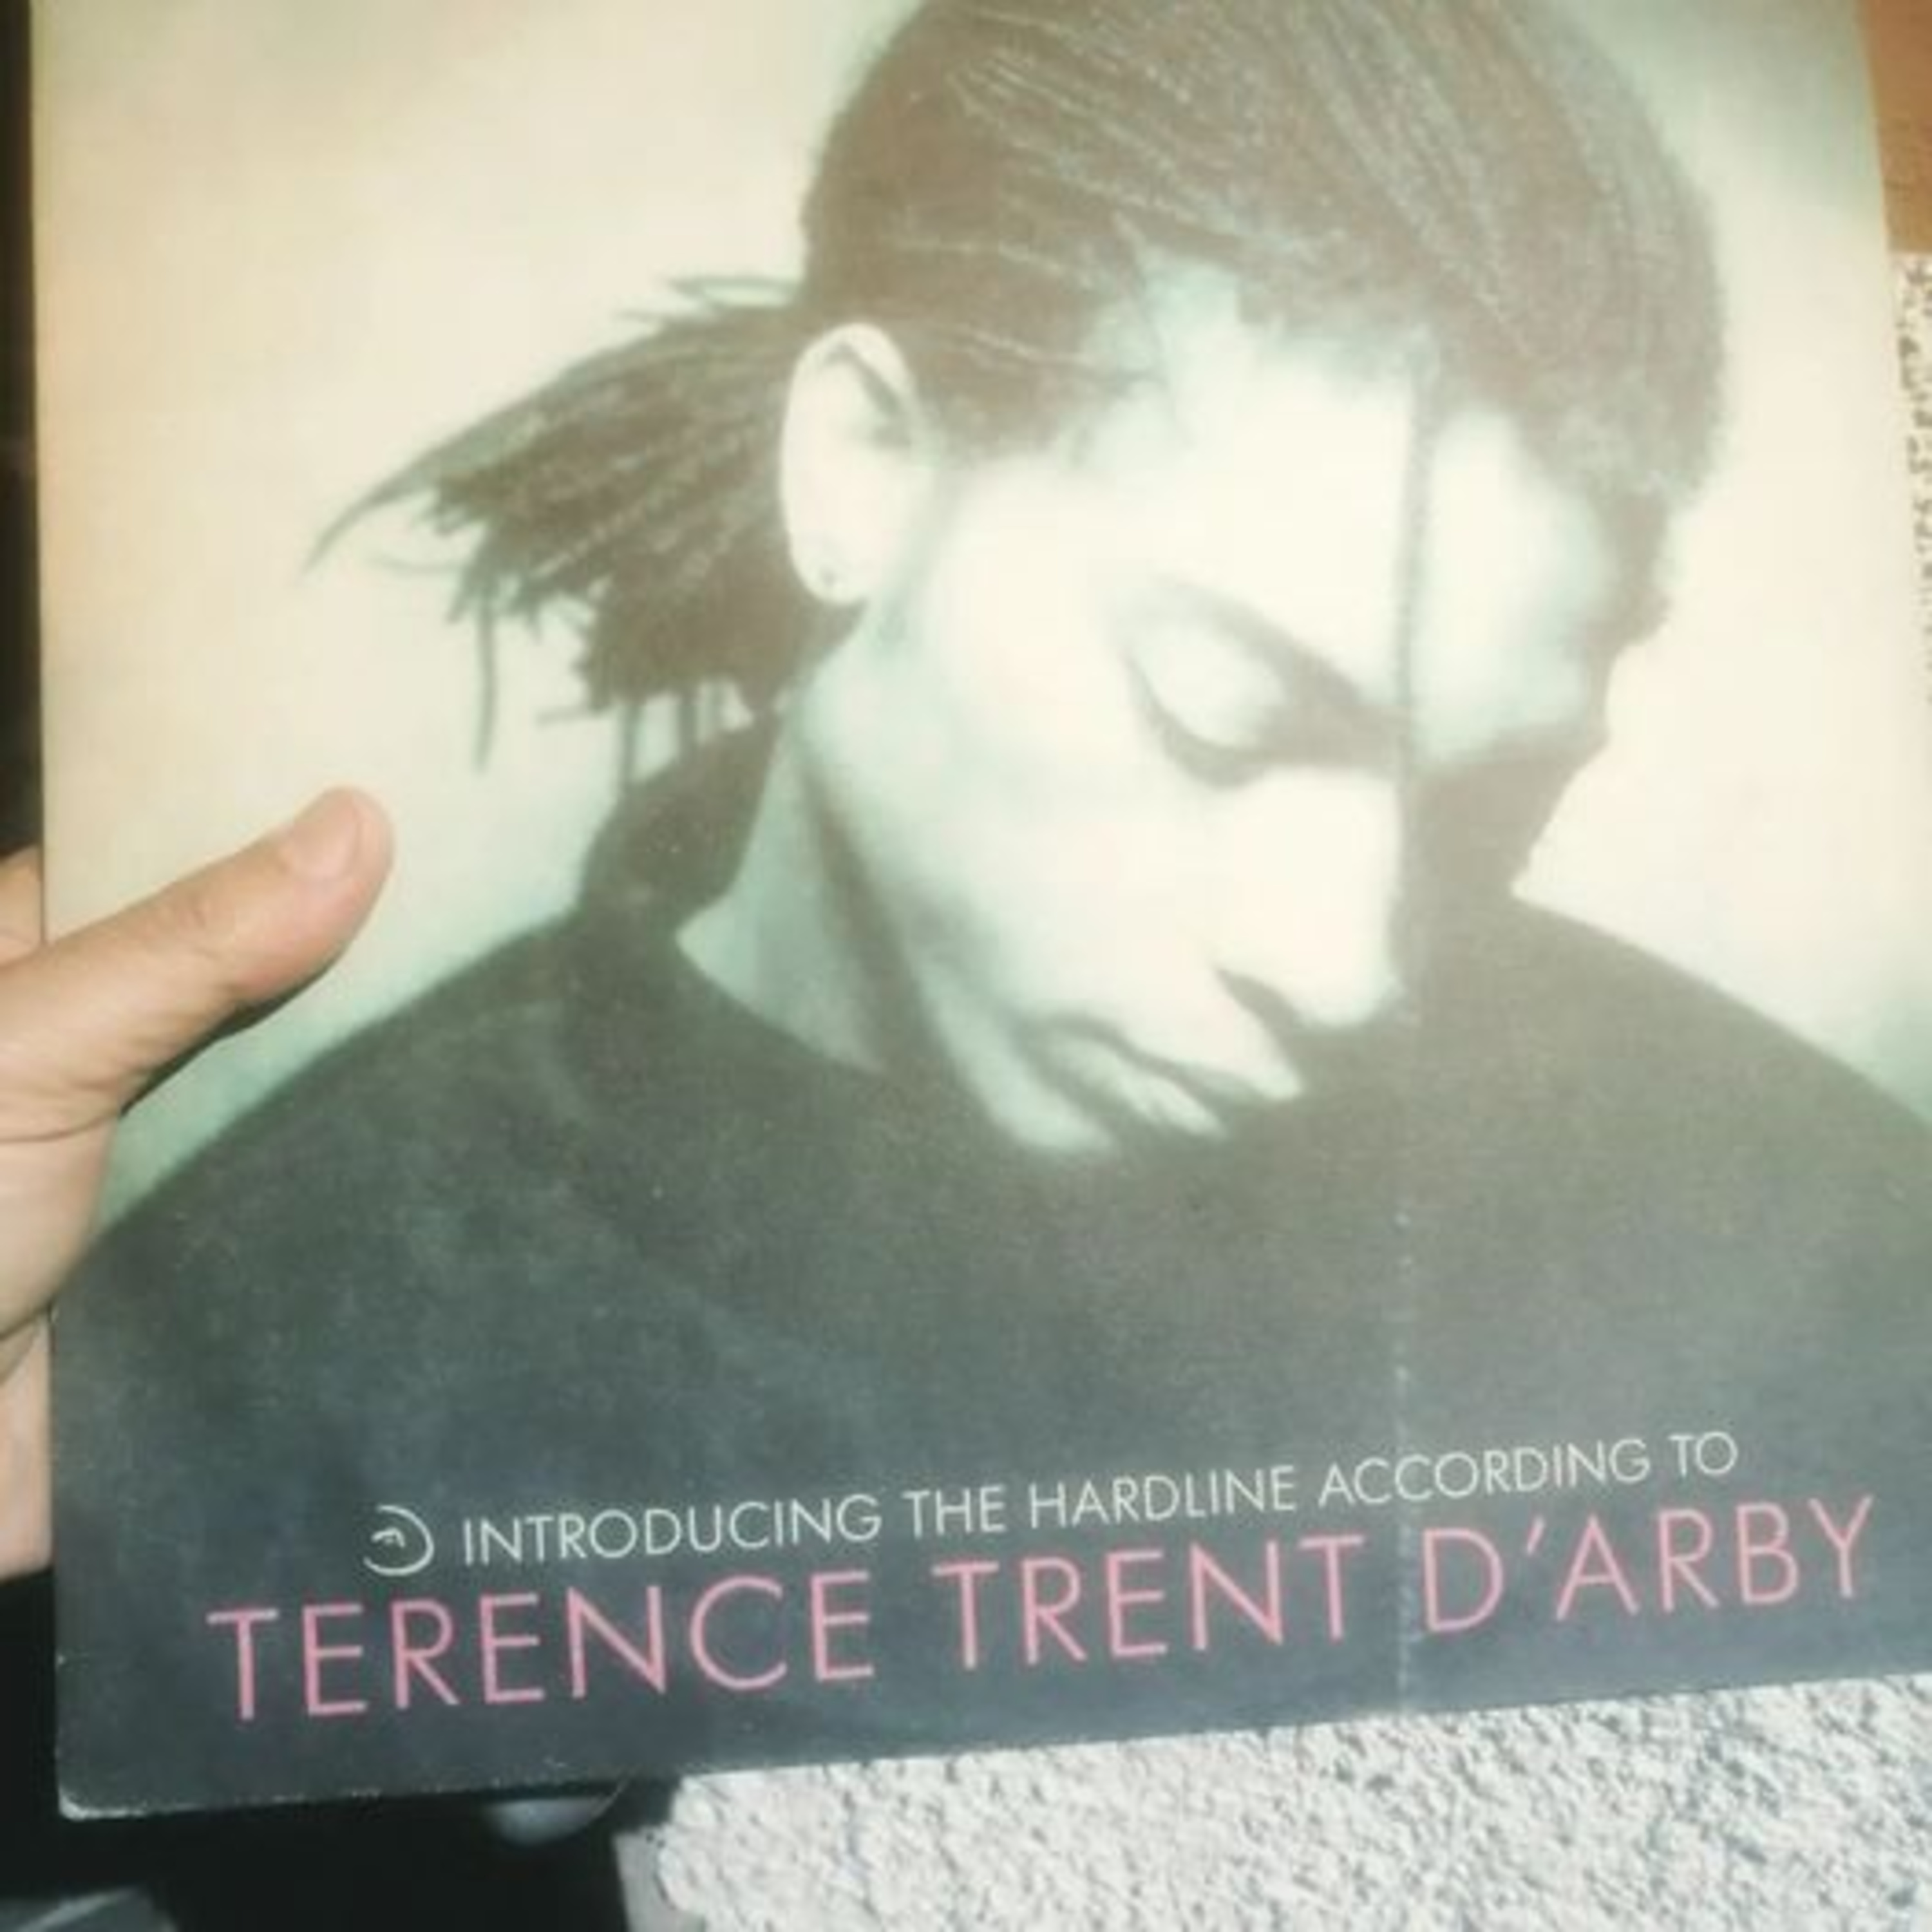 INTRODUCING THE HARDLINE ACCORDING TO
TERENCE TRENT D'ARBY